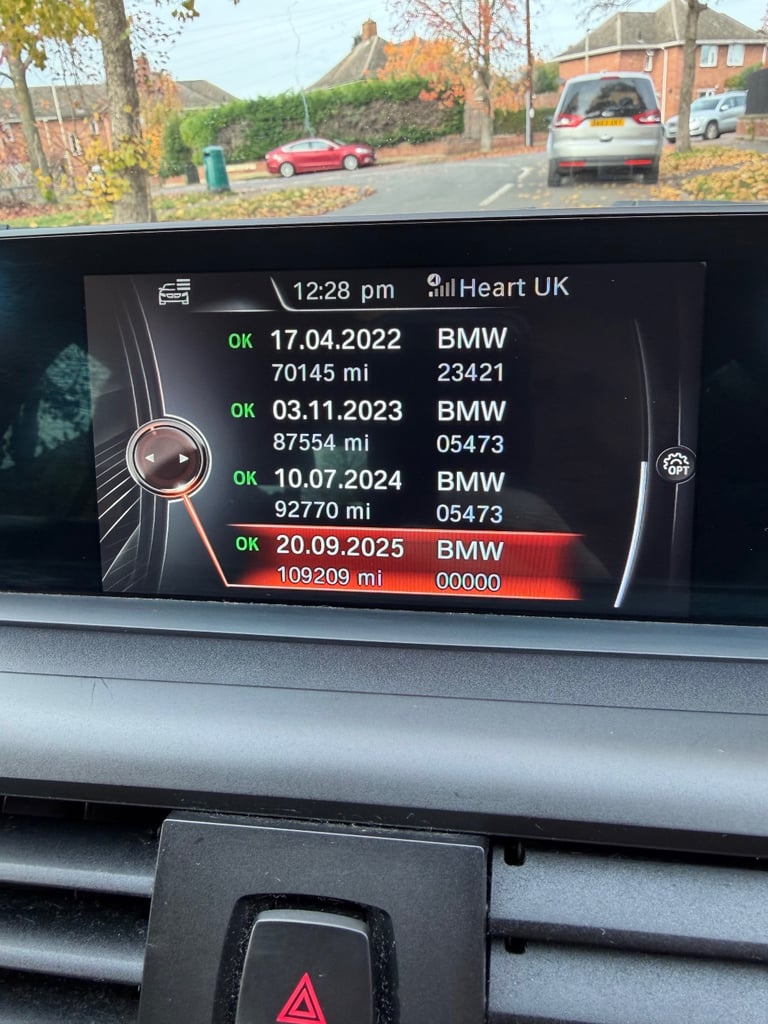 12:28 pm Heart UK
OK 17.04.2022 BMW
70145 mi 23421
OK 03.11.2023 BMW
87554 mi 05473
OPT
OK 10.07.2024 BMW
92770 mi 05473
OK 20.09.2025 BMW
109209 mi 00000